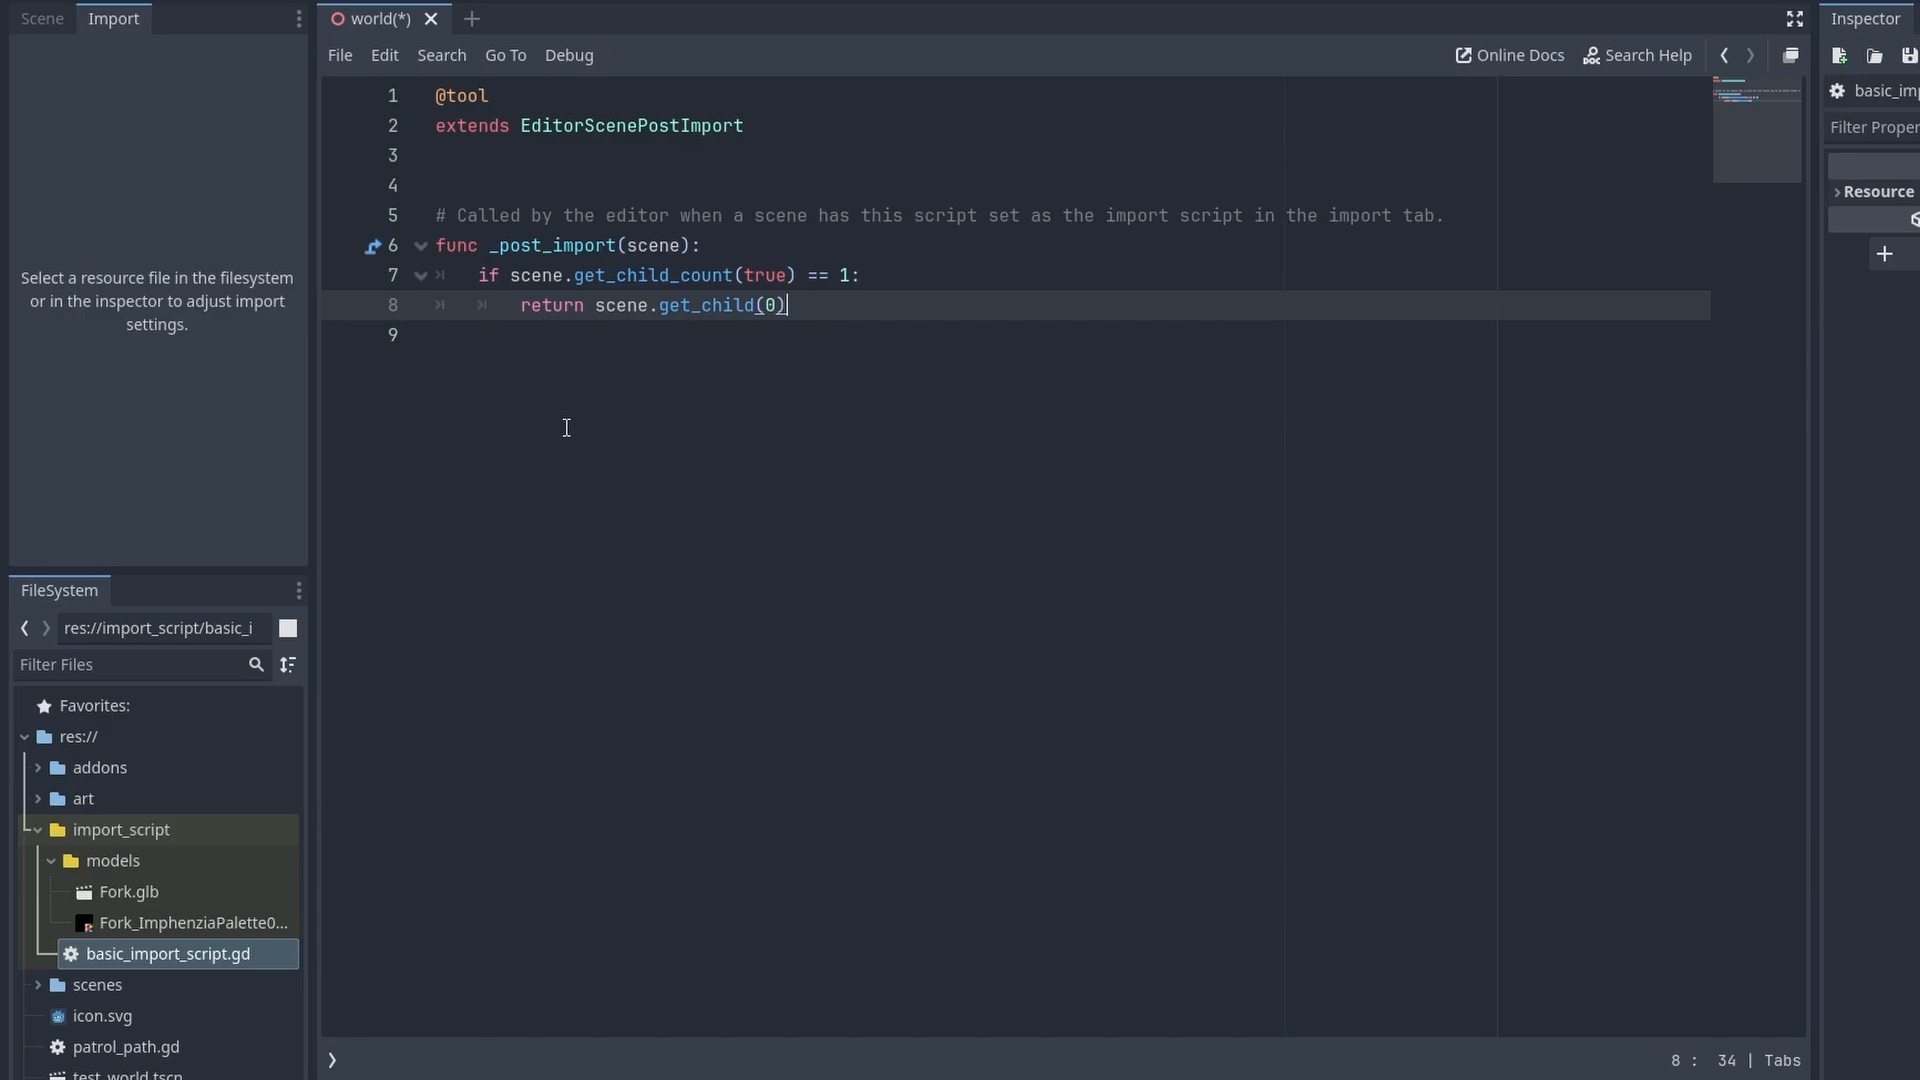 Scene
Import
world(*)
File
Edit
Search
Go To
Debug
Online Docs
Search Help
Inspector
basic_im
Filter Proper
Resource
Select a resource file in the filesystem
or in the inspector to adjust import
settings.
1 @tool
2 extends EditorScenePostImport
3
4
5 # Called by the editor when a scene has this script set as the import script in the import tab.
6 func _post_import(scene):
7 if scene.get_child_count(true) == 1:
8 return scene.get_child(0)
9
FileSystem
res://import_script/basic_i
Filter Files
Favorites:
res://
addons
art
import_script
models
Fork.glb
Fork_ImphenziaPalette0...
basic_import_script.gd
scenes
icon.svg
patrol_path.gd
test_world.tscn
8 : 34 | Tabs